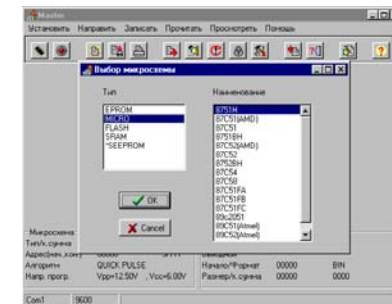 Master
Установить Направить Записать Прочитать Просмотреть Помощь
Выбор микросхемы
Тип
Наименование
EPROM
MICRO
FLASH
SRAM
*SEEPROM
8751H
87C51(AMD)
87C51
8751BH
87C52(AMD)
87C52
8752BH
87C54
87C58
87C51FA
87C51FB
87C51FC
89c2051
89C51(Atmel)
89C52(Atmel)
OK
Cancel
Микросхема:
Тип/к.сумма
Алгоритм QUICK PULSE Начало/Формат 00000 BIN
Напр. прогр. Vpp=12.50V , Vcc=6.00V Размер/к.сумма 00000 0000
Com1 9600